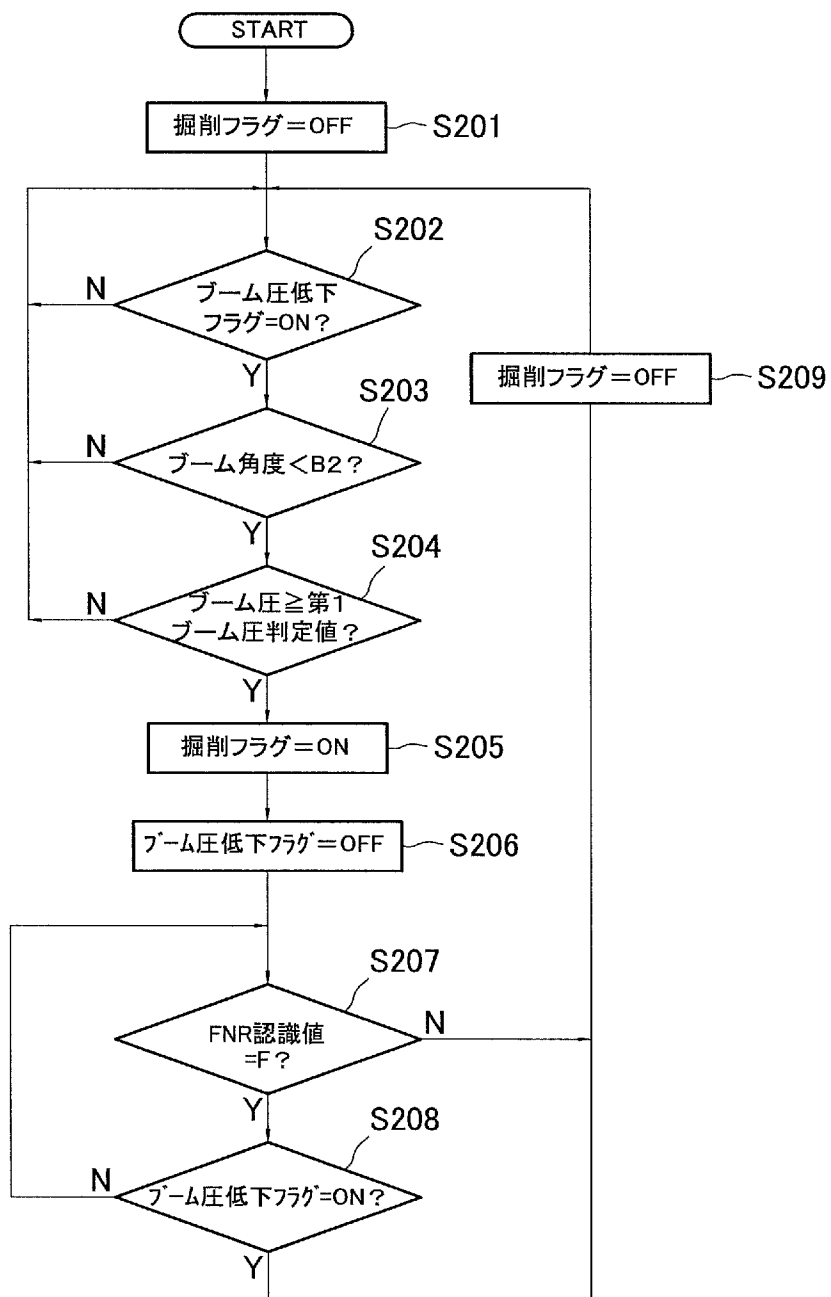 START
掘削フラグ＝OFF
S201
S202
N
ブーム圧低下
フラグ=ON？
Y
掘削フラグ＝OFF
S209
S203
N
ブーム角度＜B2？
Y
S204
N
ブーム圧≧第1
ブーム圧判定値？
Y
掘削フラグ＝ON
S205
ブーム圧低下フラグ＝OFF
S206
S207
FNR認識値
=F？
N
Y
S208
N
ブーム圧低下フラグ=ON？
Y